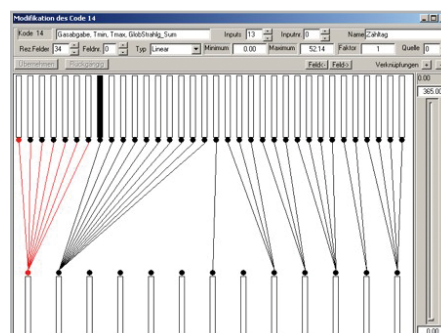 Modifikation des Code 14
Kode 14 Gasabgabe, Tmin, Tmax, GlobStrahlg_Sum Inputs 13 Inputnr. 0 Name Zahltag
Rez.Felder 34 Feldnr. 0 Typ Linear Minimum 0.00 Maximum 52.14 Faktor 1 Quelle 0
Übernehmen Rückgängig Feld<- Feld-> Verknüpfungen + -
0.00
365.00
0.00